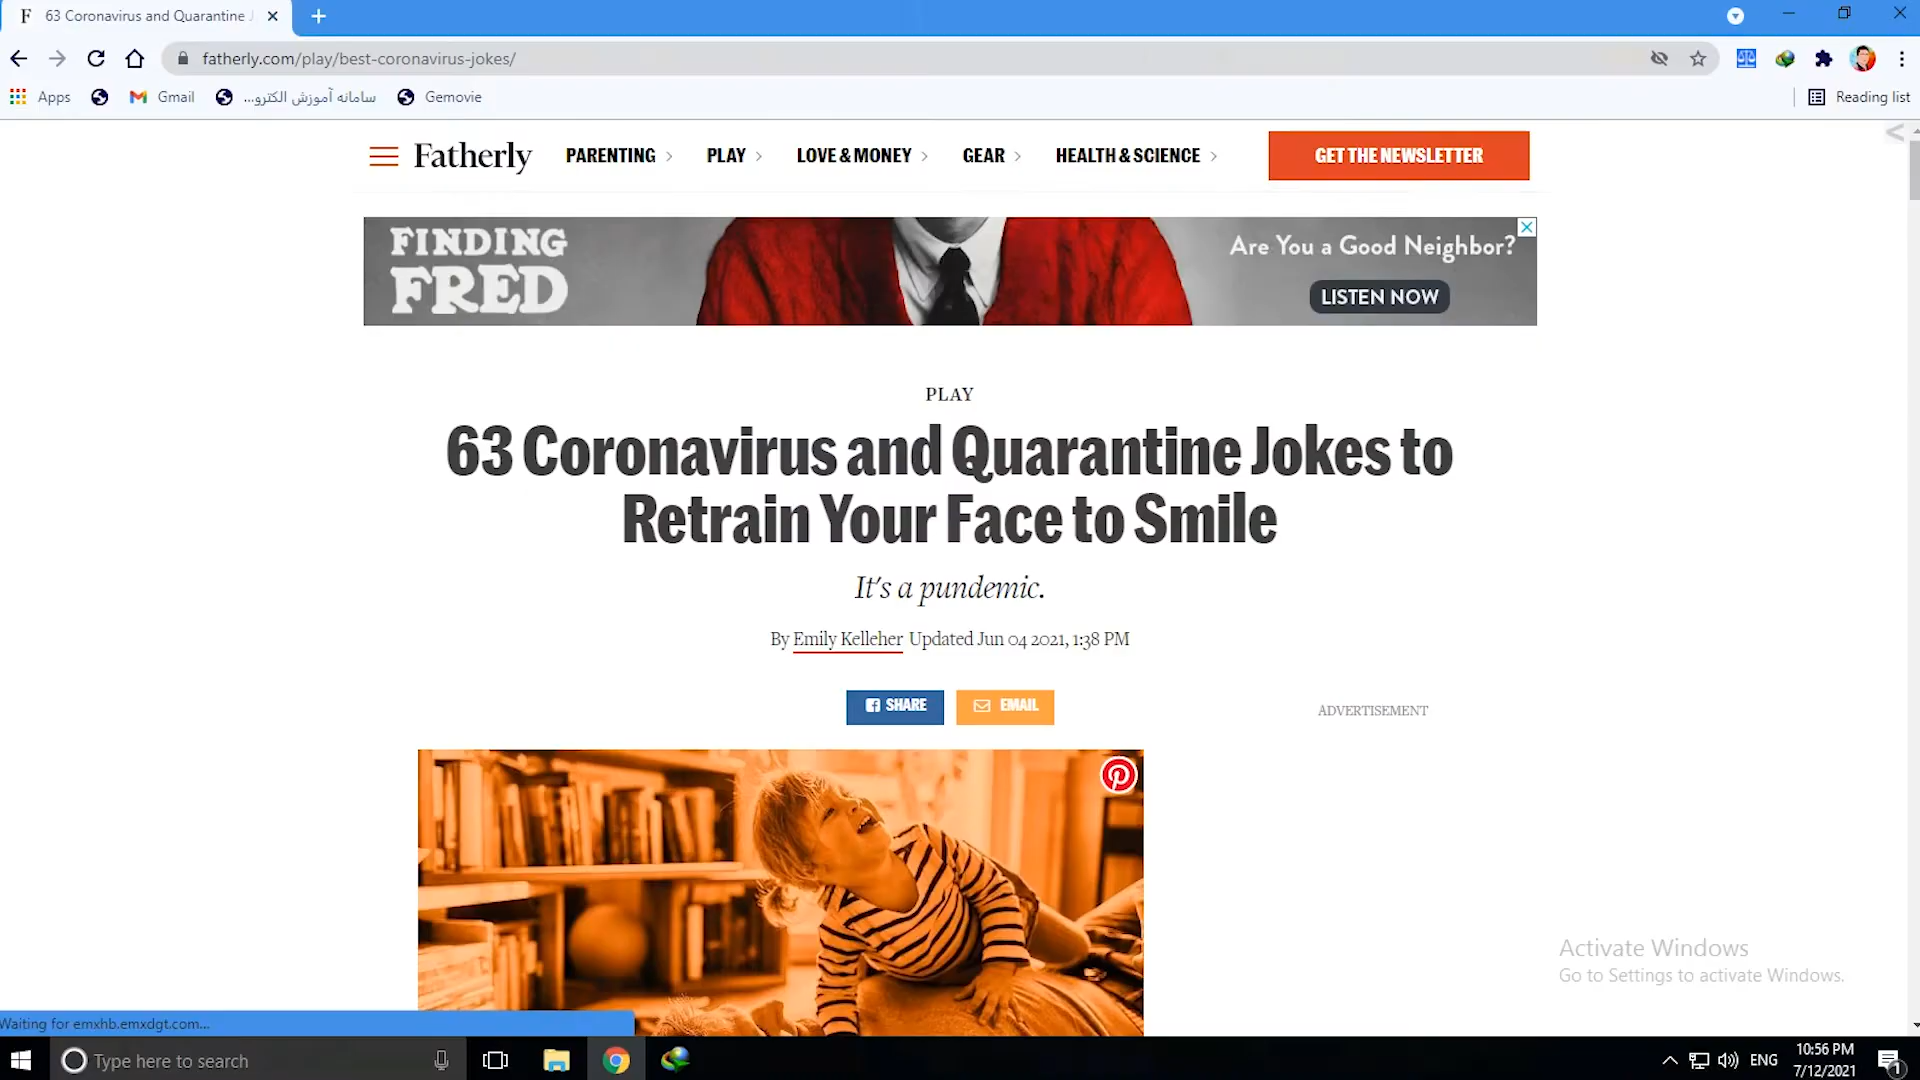 63 Coronavirus and Quarantine J
fatherly.com/play/best-coronavirus-jokes/
Apps
Gmail
سامانه آموزش الکترو...
Gemovie
Reading list
Fatherly
PARENTING
PLAY
LOVE & MONEY
GEAR
HEALTH & SCIENCE
GET THE NEWSLETTER
FINDING
FRED
Are You a Good Neighbor?
LISTEN NOW
PLAY
63 Coronavirus and Quarantine Jokes to
Retrain Your Face to Smile
It's a pundemic.
By Emily Kelleher Updated Jun 04 2021, 1:38 PM
SHARE
EMAIL
ADVERTISEMENT
Activate Windows
Go to Settings to activate Windows.
Waiting for emxhb.emxdgt.com...
Type here to search
ENG
10:56 PM
7/12/2021
1